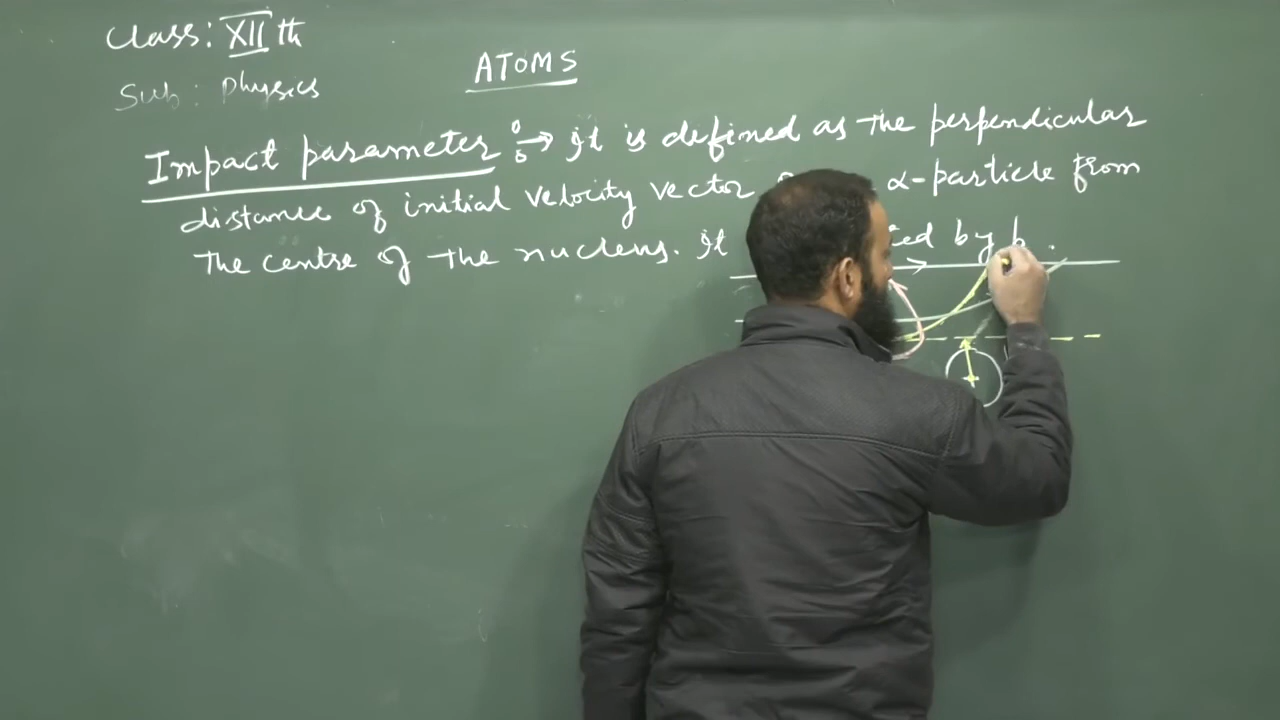 Class: XII th
Sub: Physics
ATOMS
Impact parameter :→ It is defined as the perpendicular
distance of initial velocity vector α-particle from
the centre of the nucleus. It by b.